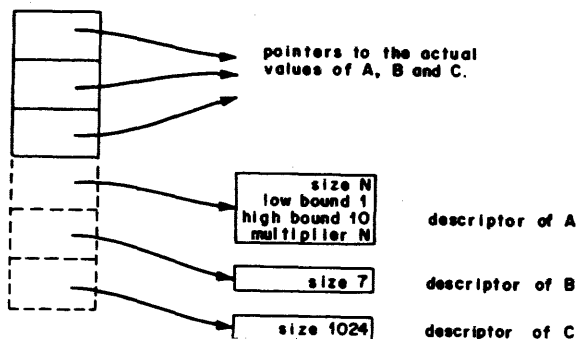 pointers to the actual
values of A, B and C.
size N
low bound 1
high bound 10
multiplier N
descriptor of A
size 7
descriptor of B
size 1024
descriptor of C